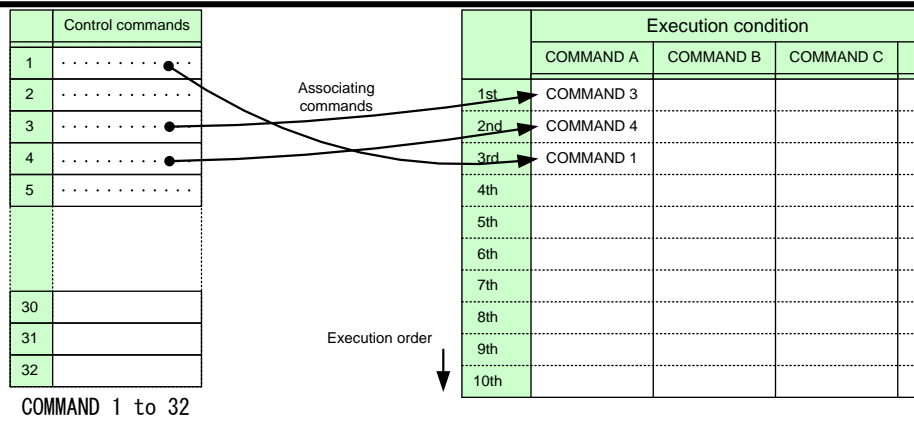 Control commands
1 . . . . . . . . . . . .
2 . . . . . . . . . . . .
3 . . . . . . . . . . . .
4 . . . . . . . . . . . .
5 . . . . . . . . . . . .
30
31
32
COMMAND 1 to 32
Associating
commands
Execution order
Execution condition
COMMAND A COMMAND B COMMAND C
1st COMMAND 3
2nd COMMAND 4
3rd COMMAND 1
4th
5th
6th
7th
8th
9th
10th